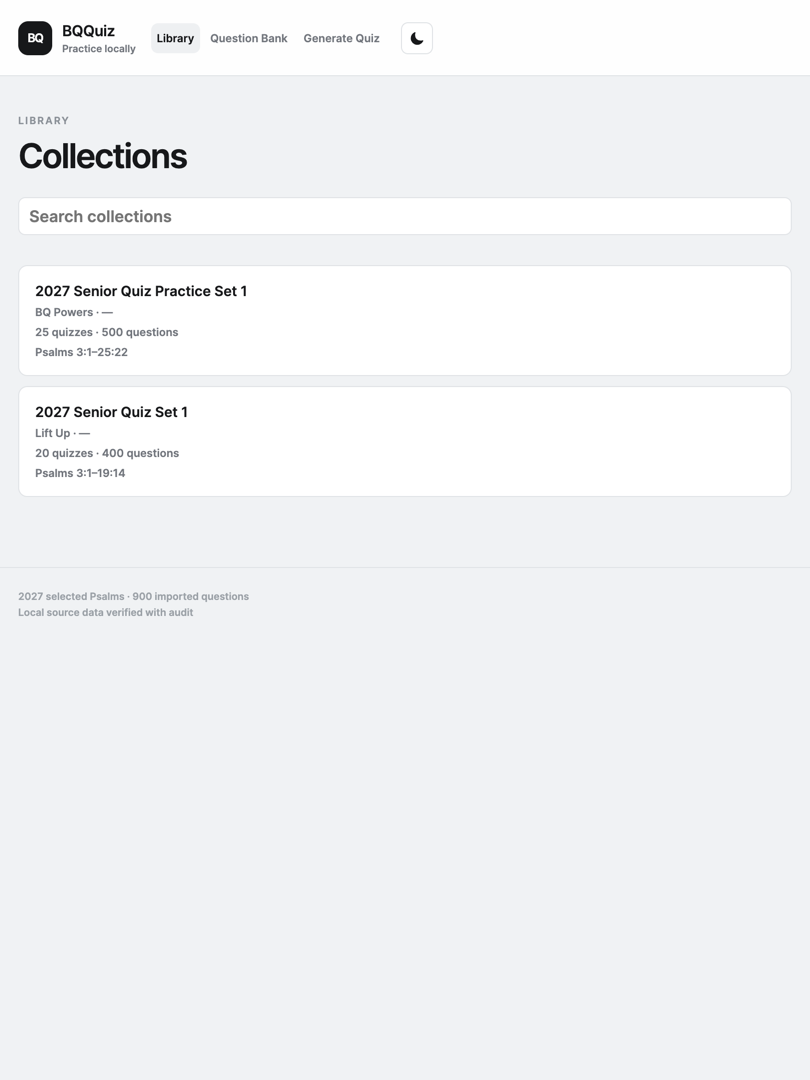 BQ
BQQuiz
Practice locally
Library
Question Bank
Generate Quiz
LIBRARY
Collections
Search collections
2027 Senior Quiz Practice Set 1
BQ Powers · —
25 quizzes · 500 questions
Psalms 3:1–25:22
2027 Senior Quiz Set 1
Lift Up · —
20 quizzes · 400 questions
Psalms 3:1–19:14
2027 selected Psalms · 900 imported questions
Local source data verified with audit